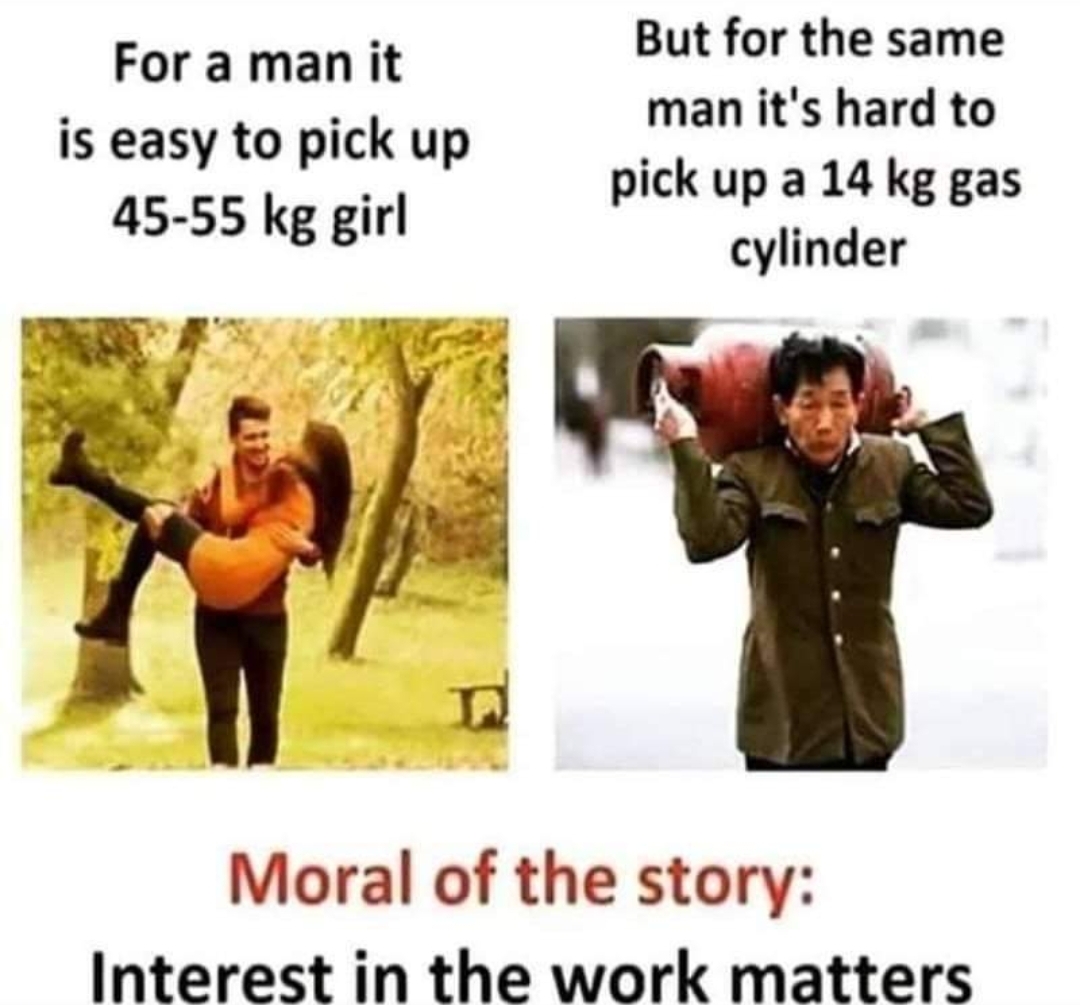 For a man it
is easy to pick up
45-55 kg girl
But for the same
man it's hard to
pick up a 14 kg gas
cylinder
Moral of the story:
Interest in the work matters